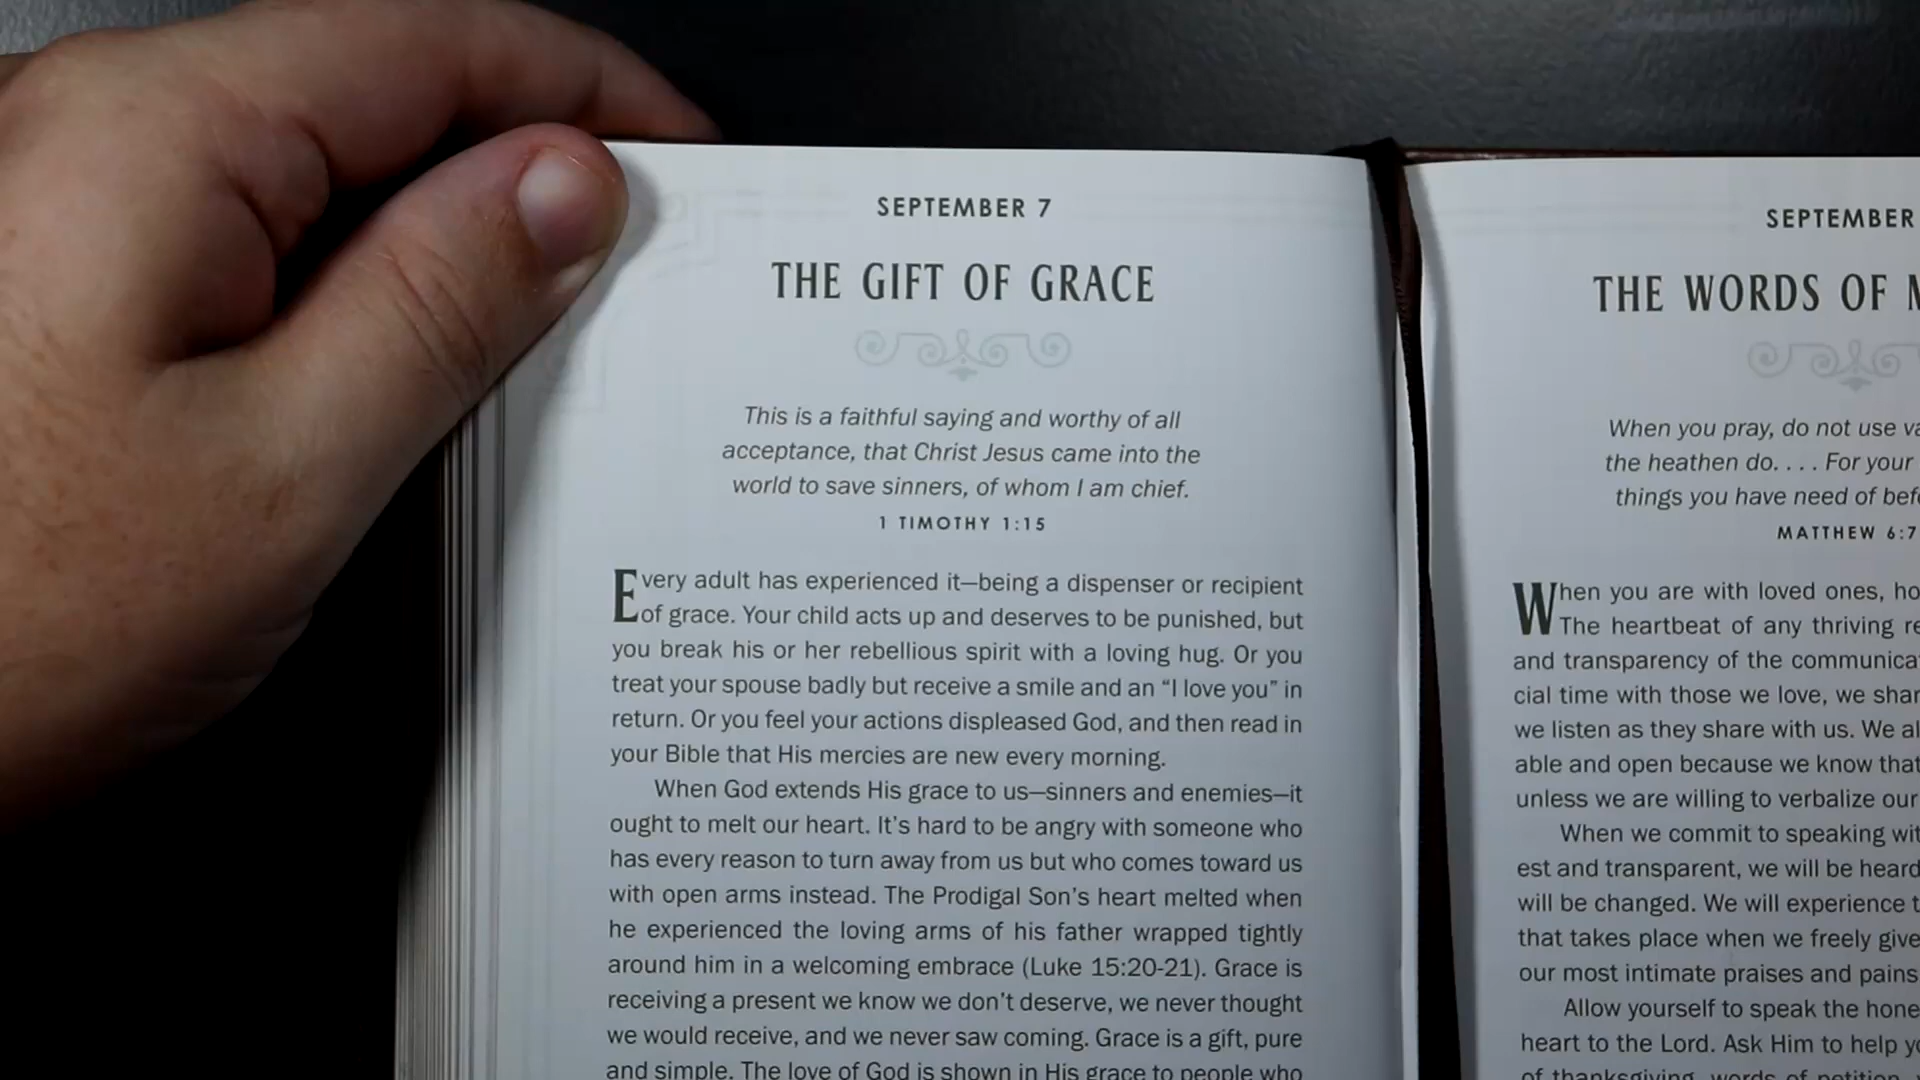 SEPTEMBER 7
THE GIFT OF GRACE
This is a faithful saying and worthy of all
acceptance, that Christ Jesus came into the
world to save sinners, of whom I am chief.
1 TIMOTHY 1:15
Every adult has experienced it—being a dispenser or recipient
of grace. Your child acts up and deserves to be punished, but
you break his or her rebellious spirit with a loving hug. Or you
treat your spouse badly but receive a smile and an “I love you” in
return. Or you feel your actions displeased God, and then read in
your Bible that His mercies are new every morning.
When God extends His grace to us—sinners and enemies—it
ought to melt our heart. It’s hard to be angry with someone who
has every reason to turn away from us but who comes toward us
with open arms instead. The Prodigal Son’s heart melted when
he experienced the loving arms of his father wrapped tightly
around him in a welcoming embrace (Luke 15:20-21). Grace is
receiving a present we know we don’t deserve, we never thought
we would receive, and we never saw coming. Grace is a gift, pure
and simple. The love of God is shown in His grace to people who
SEPTEMBER
THE WORDS OF
When you pray, do not use
the heathen do. . . . For your
things you have need of
MATTHEW 6:7
When you are with loved ones,
The heartbeat of any thriving
and transparency of the
cial time with those we love, we
we listen as they share with us. We
able and open because we know that
unless we are willing to verbalize our
When we commit to speaking
est and transparent, we will be heard
will be changed. We will experience
that takes place when we freely give
our most intimate praises and pains
Allow yourself to speak the
heart to the Lord. Ask Him to help
of thanksgiving, words of petition,